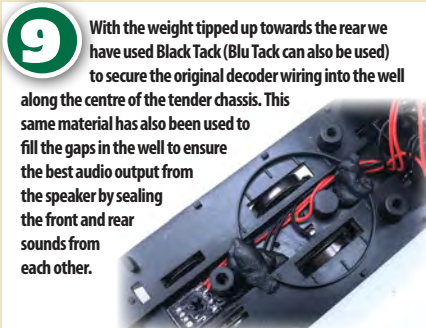 9
With the weight tipped up towards the rear we
have used Black Tack (Blu Tack can also be used)
to secure the original decoder wiring into the well
along the centre of the tender chassis. This
same material has also been used to
fill the gaps in the well to ensure
the best audio output from
the speaker by sealing
the front and rear
sounds from
each other.